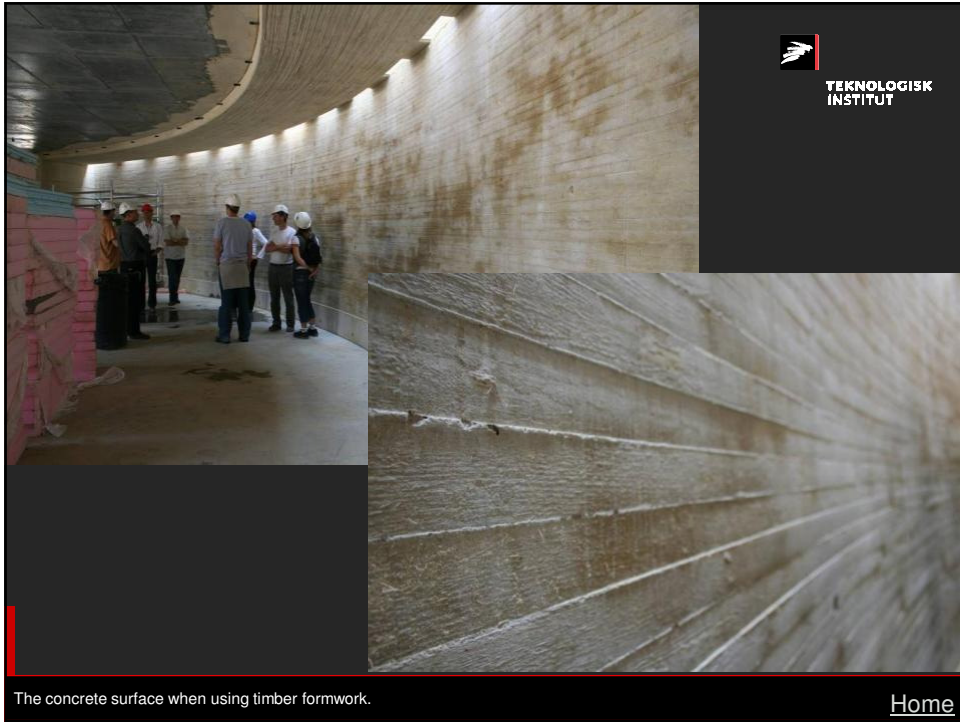 TEKNOLOGISK
INSTITUT
The concrete surface when using timber formwork.
Home